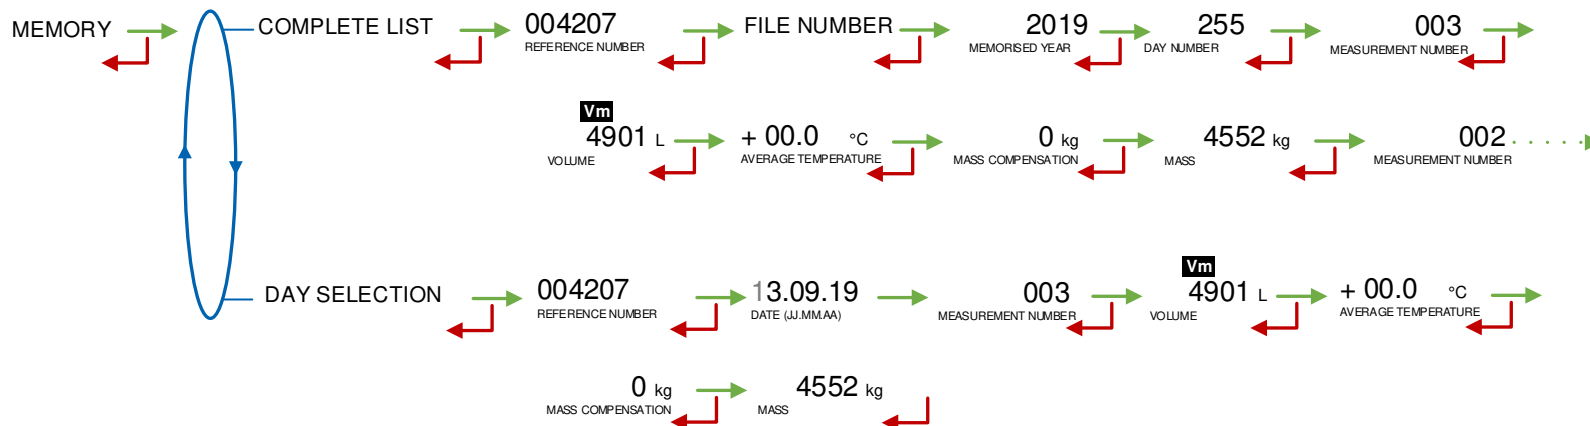 MEMORY COMPLETE LIST 004207 FILE NUMBER 2019 255 003
REFERENCE NUMBER MEMORISED YEAR DAY NUMBER MEASUREMENT NUMBER
Vm
4901 L + 00.0 °C 0 kg 4552 kg 002
VOLUME AVERAGE TEMPERATURE MASS COMPENSATION MASS MEASUREMENT NUMBER
Vm
DAY SELECTION 004207 13.09.19 003 4901 L + 00.0 °C
REFERENCE NUMBER DATE (JJ.MM.AA) MEASUREMENT NUMBER VOLUME AVERAGE TEMPERATURE
0 kg 4552 kg
MASS COMPENSATION MASS